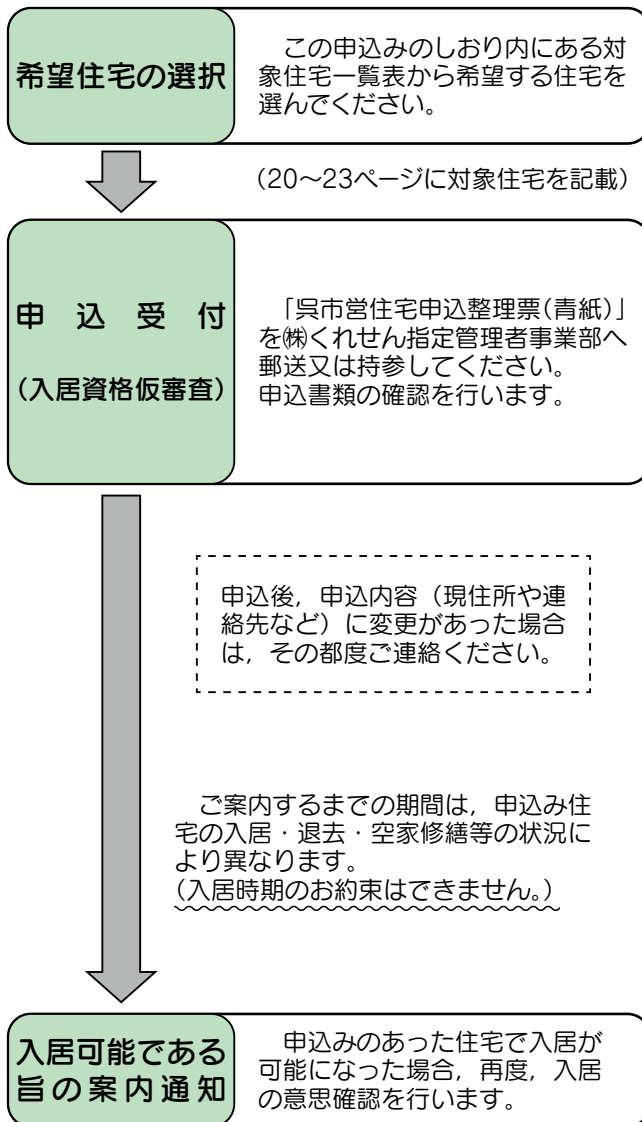 希望住宅の選択
この申込みのしおり内にある対
象住宅一覧表から希望する住宅を
選んでください。
（20～23ページに対象住宅を記載）
申込受付
（入居資格仮審査）
「呉市営住宅申込整理票（青紙）」
を㈱くれせん指定管理者事業部へ
郵送又は持参してください。
申込書類の確認を行います。
申込後，申込内容（現住所や連
絡先など）に変更があった場合
は，その都度ご連絡ください。
ご案内するまでの期間は，申込み住
宅の入居・退去・空家修繕等の状況に
より異なります。
（入居時期のお約束はできません。）
入居可能である
旨の案内通知
申込みのあった住宅で入居が
可能になった場合，再度，入居
の意思確認を行います。